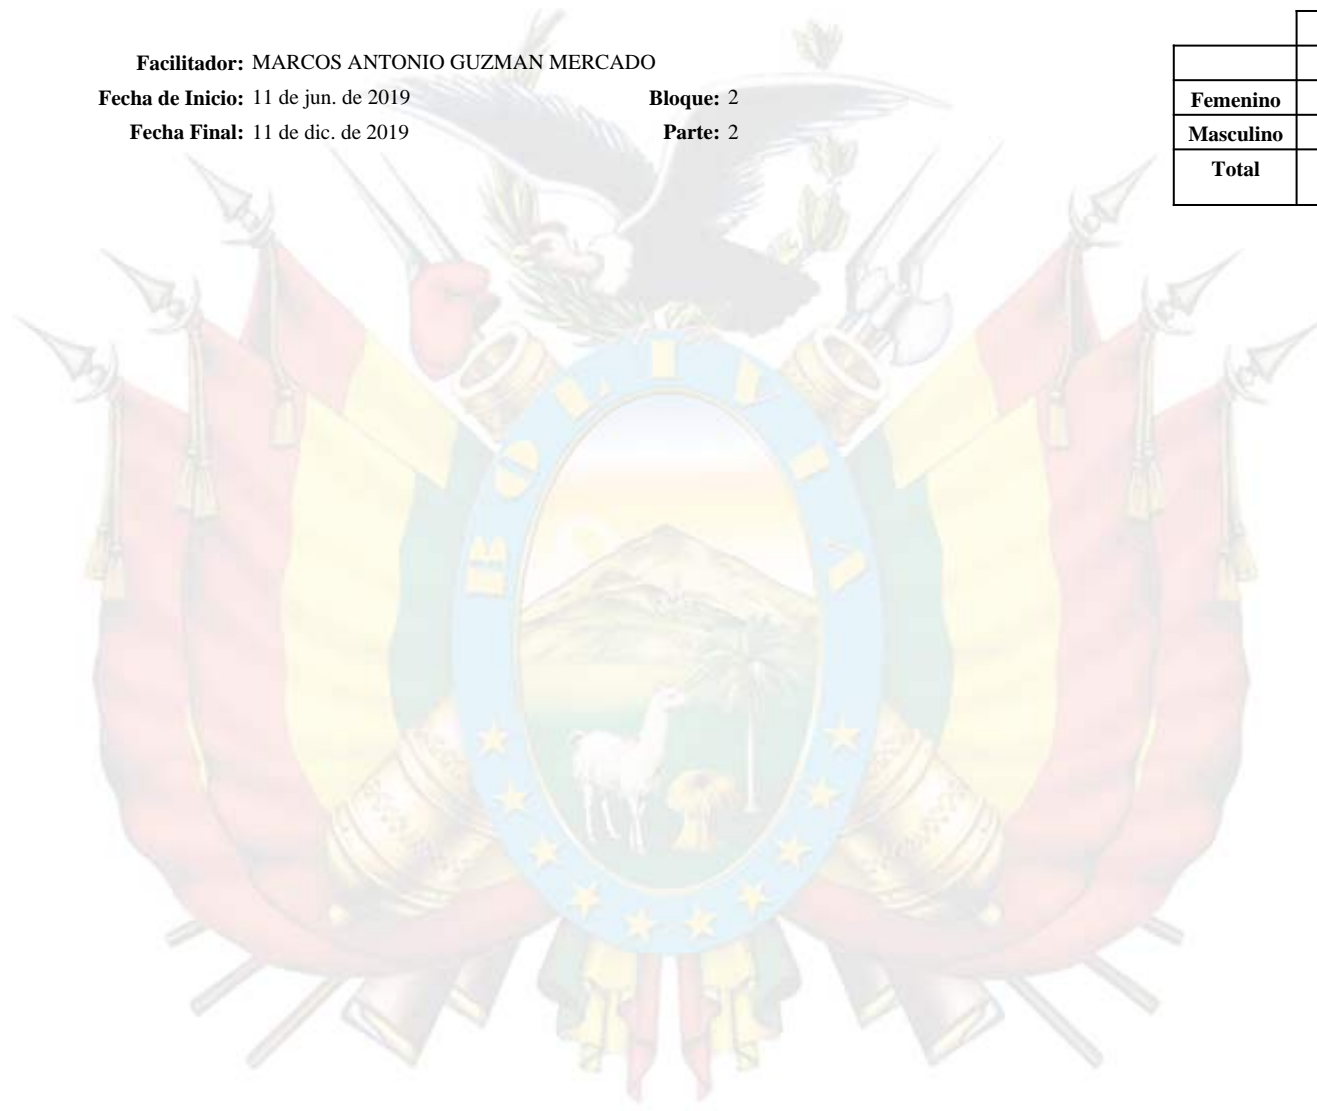 Facilitador: MARCOS ANTONIO GUZMAN MERCADO
Fecha de Inicio: 11 de jun. de 2019 Bloque: 2
Fecha Final: 11 de dic. de 2019 Parte: 2
Femenino
Masculino
Total
BOLIVIA